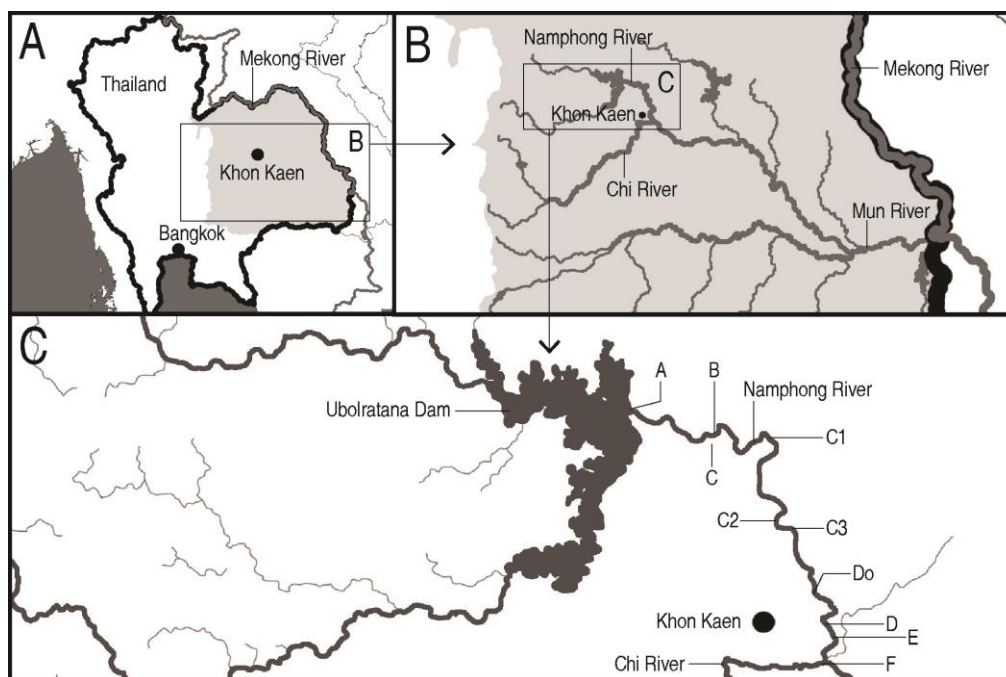 A
Thailand
Mekong River
B
Khon Kaen
Bangkok
B
Namphong River
Mekong River
C
Khon Kaen
Chi River
Mun River
C
A
B
Namphong River
Ubolratana Dam
C1
C
C2
C3
Do
Khon Kaen
D
E
Chi River
F